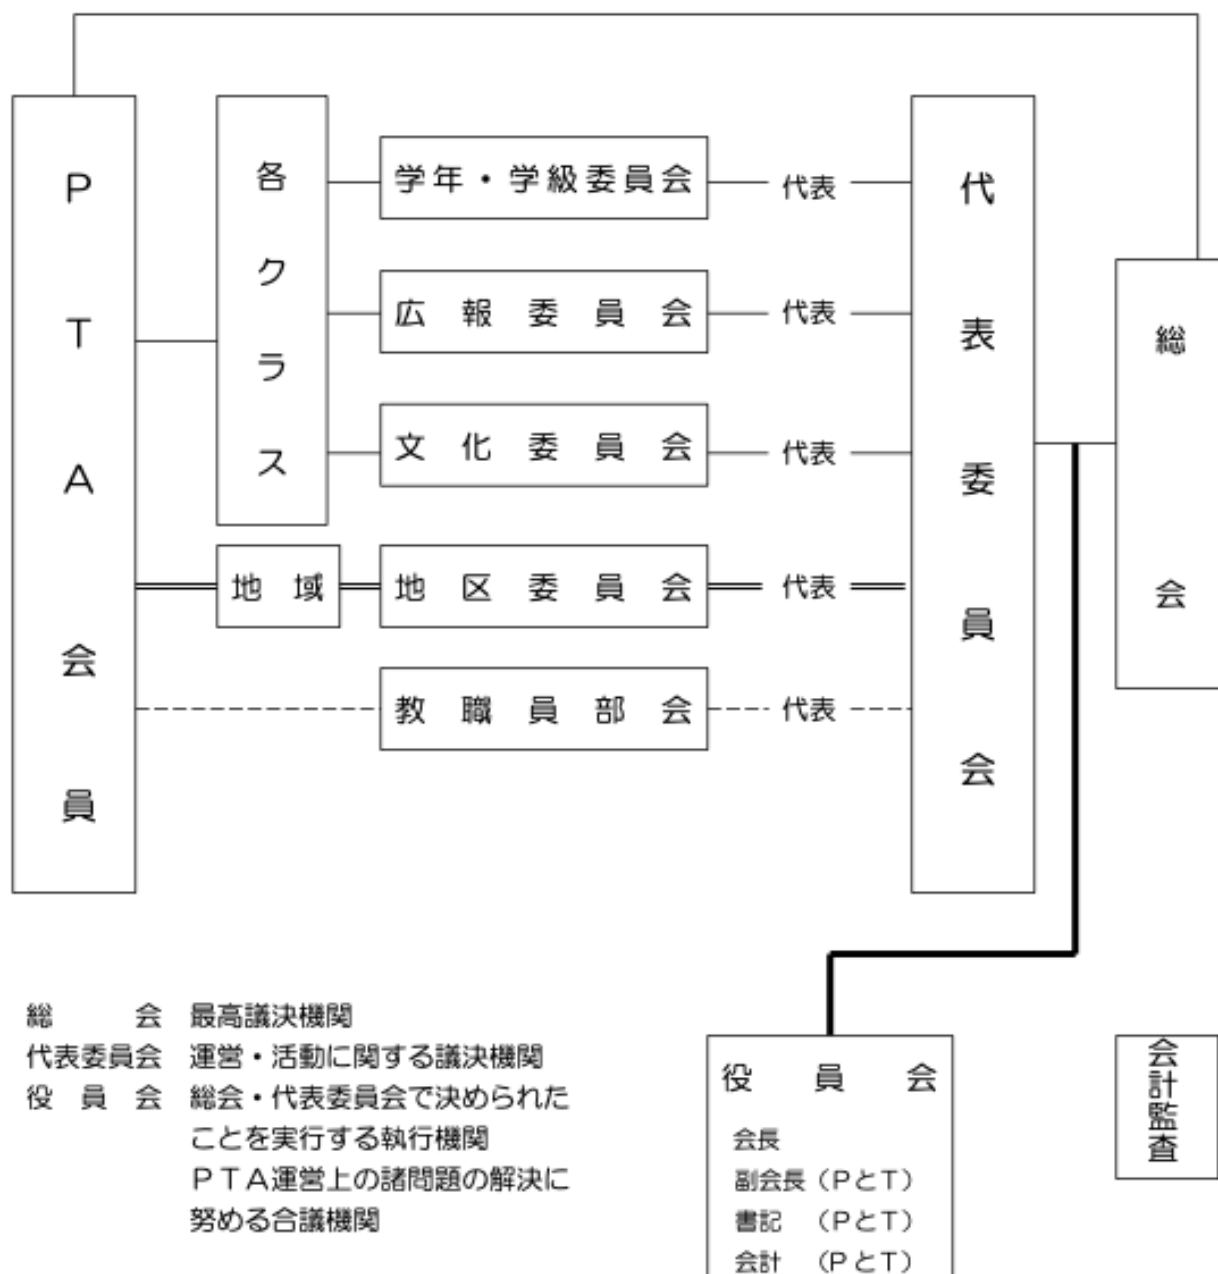 PTA会員
各クラス
学年・学級委員会
代表
広報委員会
代表
文化委員会
代表
地域
地区委員会
代表
教職員部会
代表
代表委員会
総会
総会 最高議決機関
代表委員会 運営・活動に関する議決機関
役員会 総会・代表委員会で決められた
ことを実行する執行機関
PTA運営上の諸問題の解決に
努める合議機関
役員会
会長
副会長(PとT)
書記 (PとT)
会計 (PとT)
会計監査